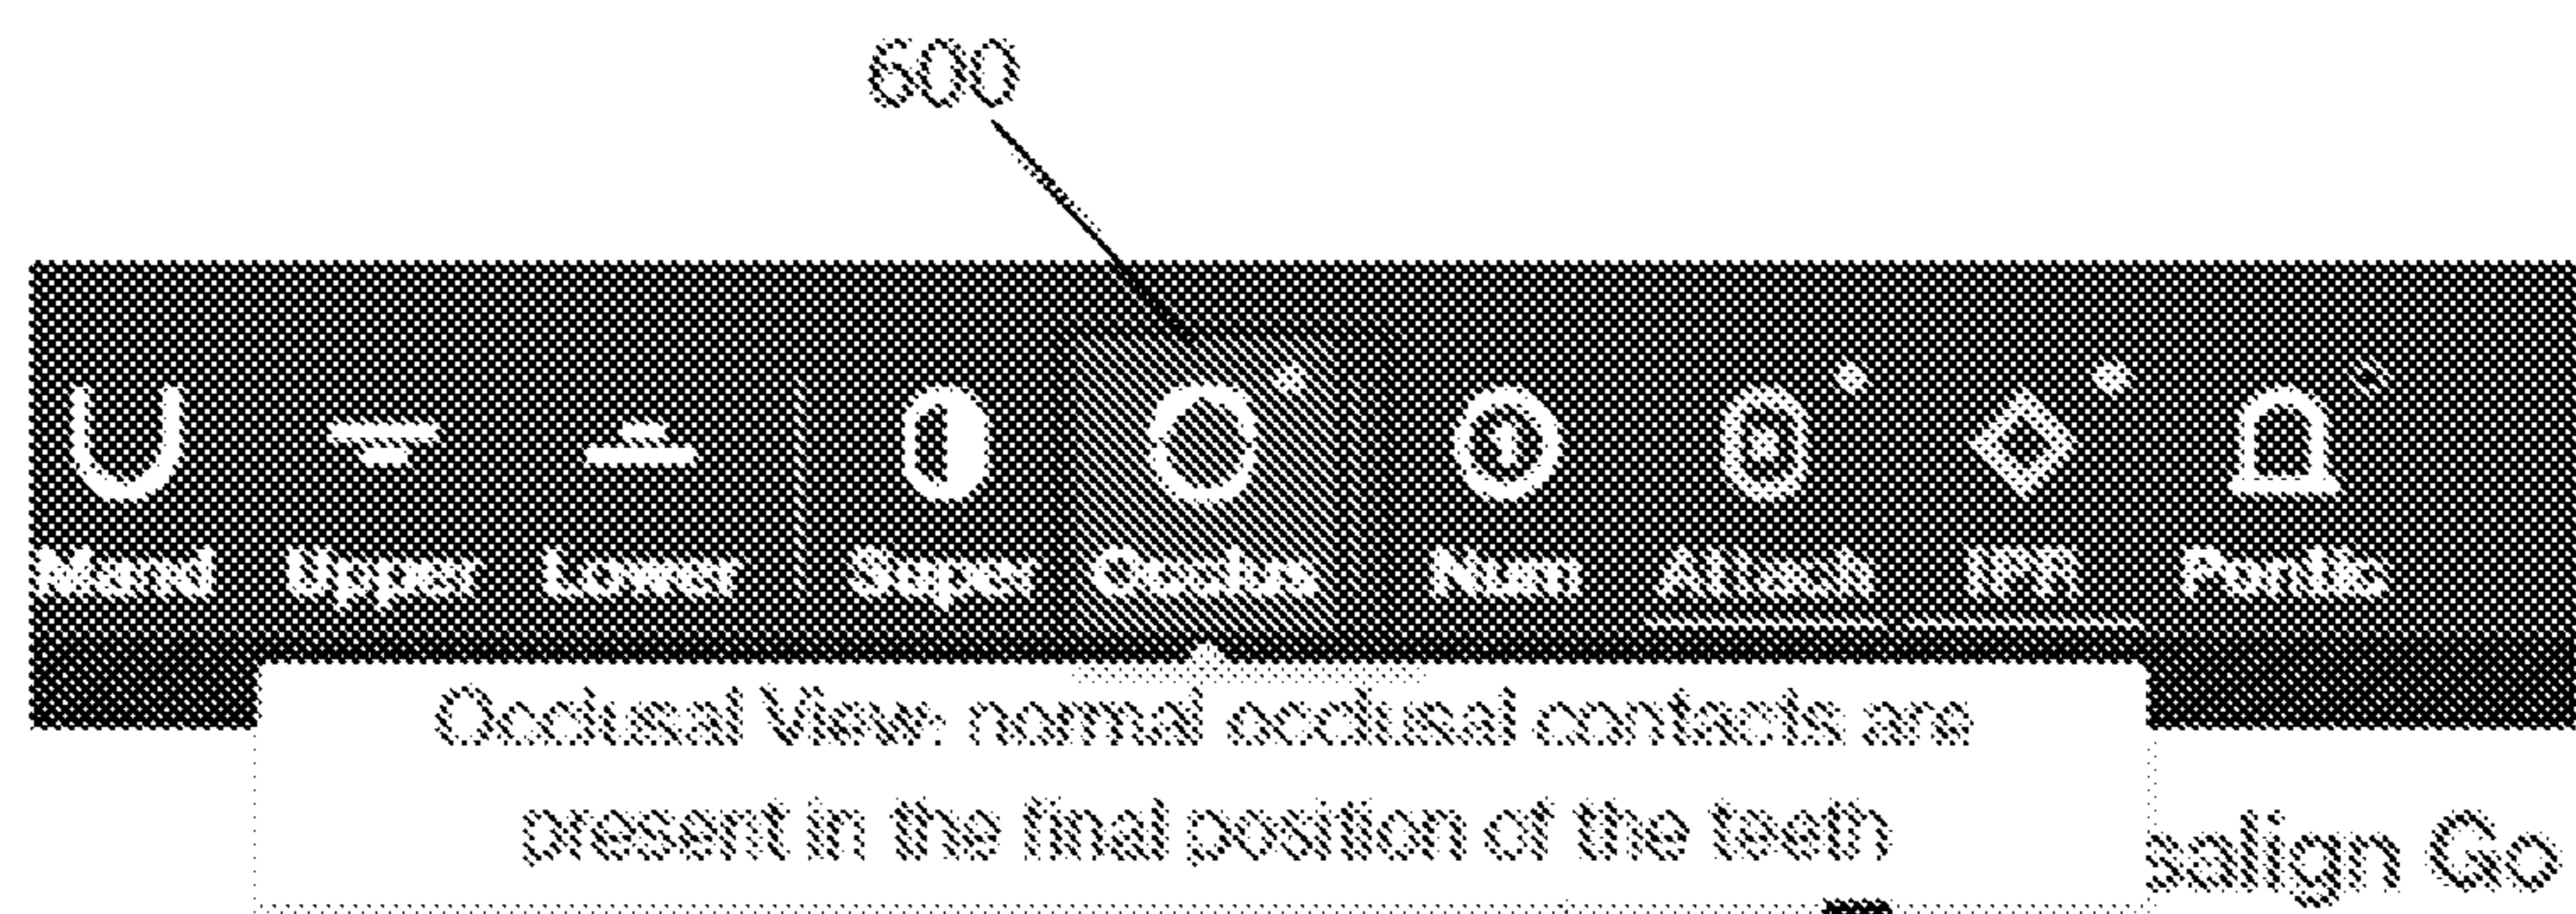 600
Mand Upper Lower Super Occlus Num Attach IPR Pontic
Occlusal View: normal occlusal contacts are
present in the final position of the teeth
salign Go